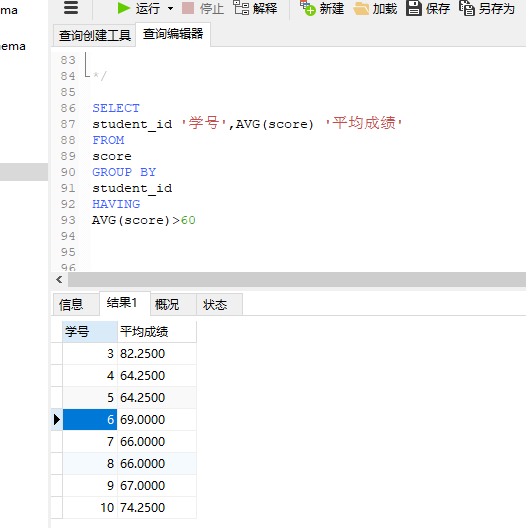 ma
运行 停止 解释 新建 加载 保存 另存为
nema
查询创建工具 查询编辑器
83
84 */
85
86 SELECT
87 student_id '学号',AVG(score) '平均成绩'
88 FROM
89 score
90 GROUP BY
91 student_id
92 HAVING
93 AVG(score)>60
94
95
96
信息 结果1 概况 状态
学号 平均成绩
3 82.2500
4 64.2500
5 64.2500
6 69.0000
7 66.0000
8 66.0000
9 67.0000
10 74.2500